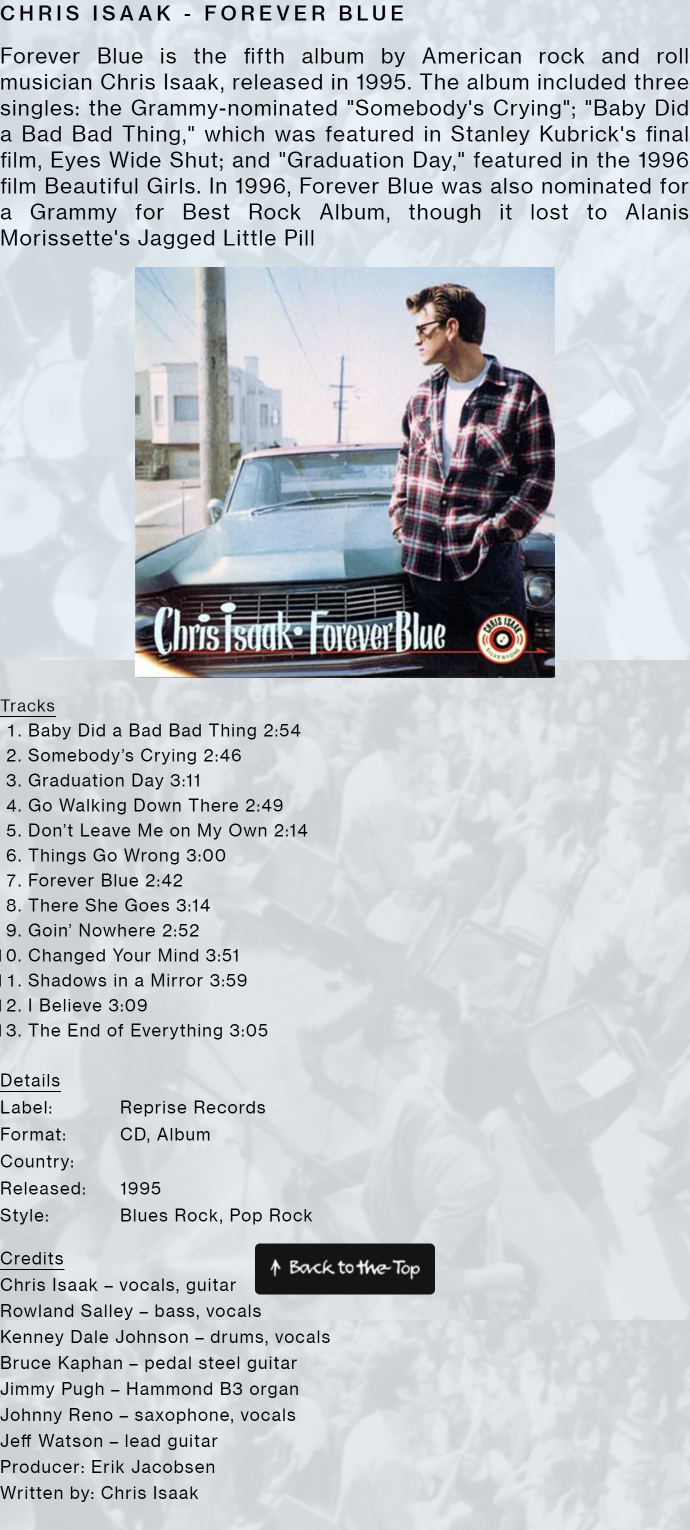 CHRIS ISAAK - FOREVER BLUE
Forever Blue is the fifth album by American rock and roll
musician Chris Isaak, released in 1995. The album included three
singles: the Grammy-nominated "Somebody's Crying"; "Baby Did
a Bad Bad Thing," which was featured in Stanley Kubrick's final
film, Eyes Wide Shut; and "Graduation Day," featured in the 1996
film Beautiful Girls. In 1996, Forever Blue was also nominated for
a Grammy for Best Rock Album, though it lost to Alanis
Morissette's Jagged Little Pill
Chris Isaak • Forever Blue
CHRIS ISAAK
SILVERTONE
Tracks
1. Baby Did a Bad Bad Thing 2:54
2. Somebody’s Crying 2:46
3. Graduation Day 3:11
4. Go Walking Down There 2:49
5. Don’t Leave Me on My Own 2:14
6. Things Go Wrong 3:00
7. Forever Blue 2:42
8. There She Goes 3:14
9. Goin’ Nowhere 2:52
10. Changed Your Mind 3:51
11. Shadows in a Mirror 3:59
12. I Believe 3:09
13. The End of Everything 3:05
Details
Label: Reprise Records
Format: CD, Album
Country:
Released: 1995
Style: Blues Rock, Pop Rock
Credits
↑ Back to the Top
Chris Isaak – vocals, guitar
Rowland Salley – bass, vocals
Kenney Dale Johnson – drums, vocals
Bruce Kaphan – pedal steel guitar
Jimmy Pugh – Hammond B3 organ
Johnny Reno – saxophone, vocals
Jeff Watson – lead guitar
Producer: Erik Jacobsen
Written by: Chris Isaak